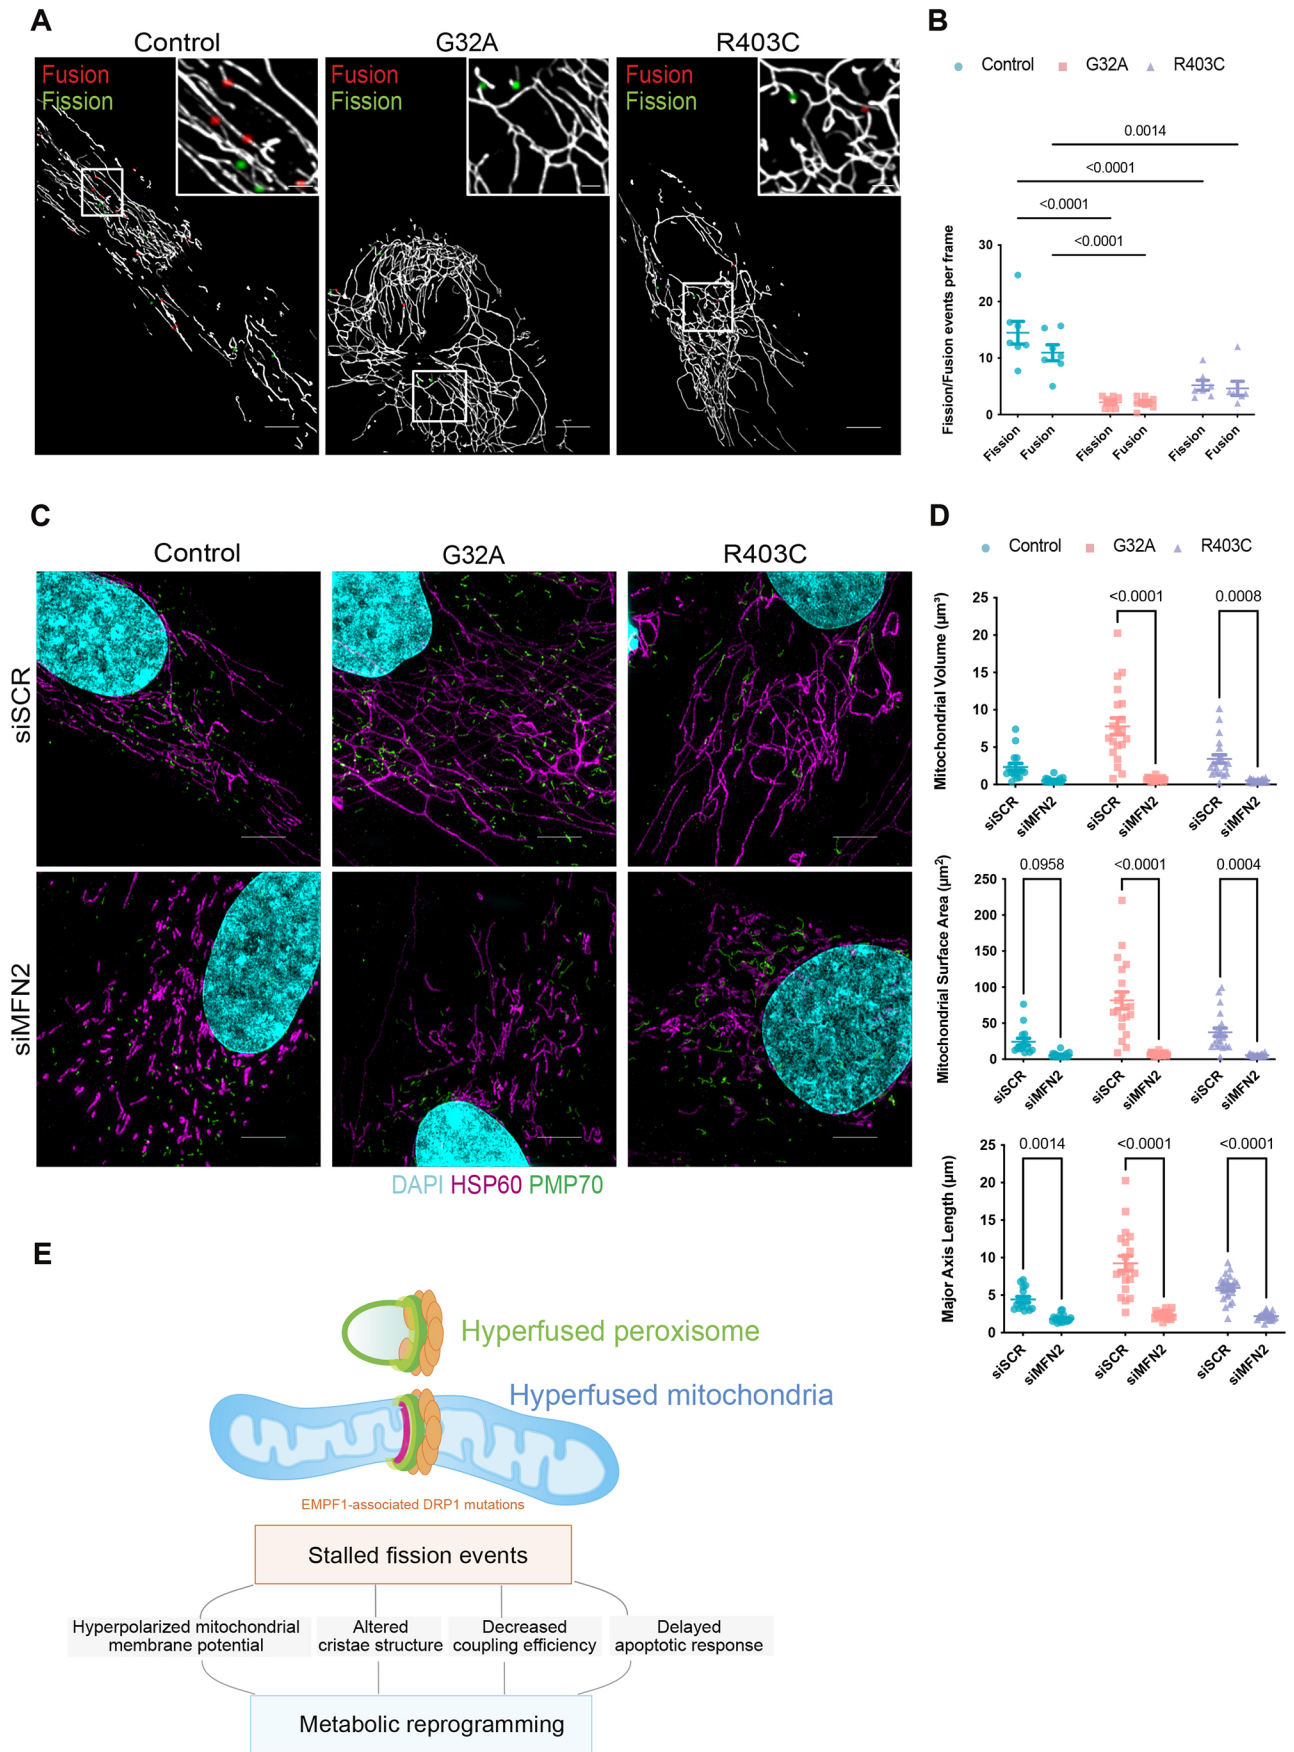 A
Control
G32A
R403C
Fusion
Fission
Fusion
Fission
Fusion
Fission
B
Control
G32A
R403C
0.0014
<0.0001
<0.0001
<0.0001
Fission/Fusion events per frame
30
20
10
0
Fission
Fusion
Fission
Fusion
Fission
Fusion
C
Control
G32A
R403C
siSCR
siMFN2
DAPI HSP60 PMP70
D
Control
G32A
R403C
Mitochondrial Volume (µm³)
25
20
15
10
5
0
<0.0001
0.0008
siSCR
siMFN2
siSCR
siMFN2
siSCR
siMFN2
Mitochondrial Surface Area (µm²)
250
200
150
100
50
0
0.0958
<0.0001
0.0004
siSCR
siMFN2
siSCR
siMFN2
siSCR
siMFN2
Major Axis Length (µm)
25
20
15
10
5
0
0.0014
<0.0001
<0.0001
siSCR
siMFN2
siSCR
siMFN2
siSCR
siMFN2
E
Hyperfused peroxisome
Hyperfused mitochondria
EMPF1-associated DRP1 mutations
Stalled fission events
Hyperpolarized mitochondrial
membrane potential
Altered
cristae structure
Decreased
coupling efficiency
Delayed
apoptotic response
Metabolic reprogramming